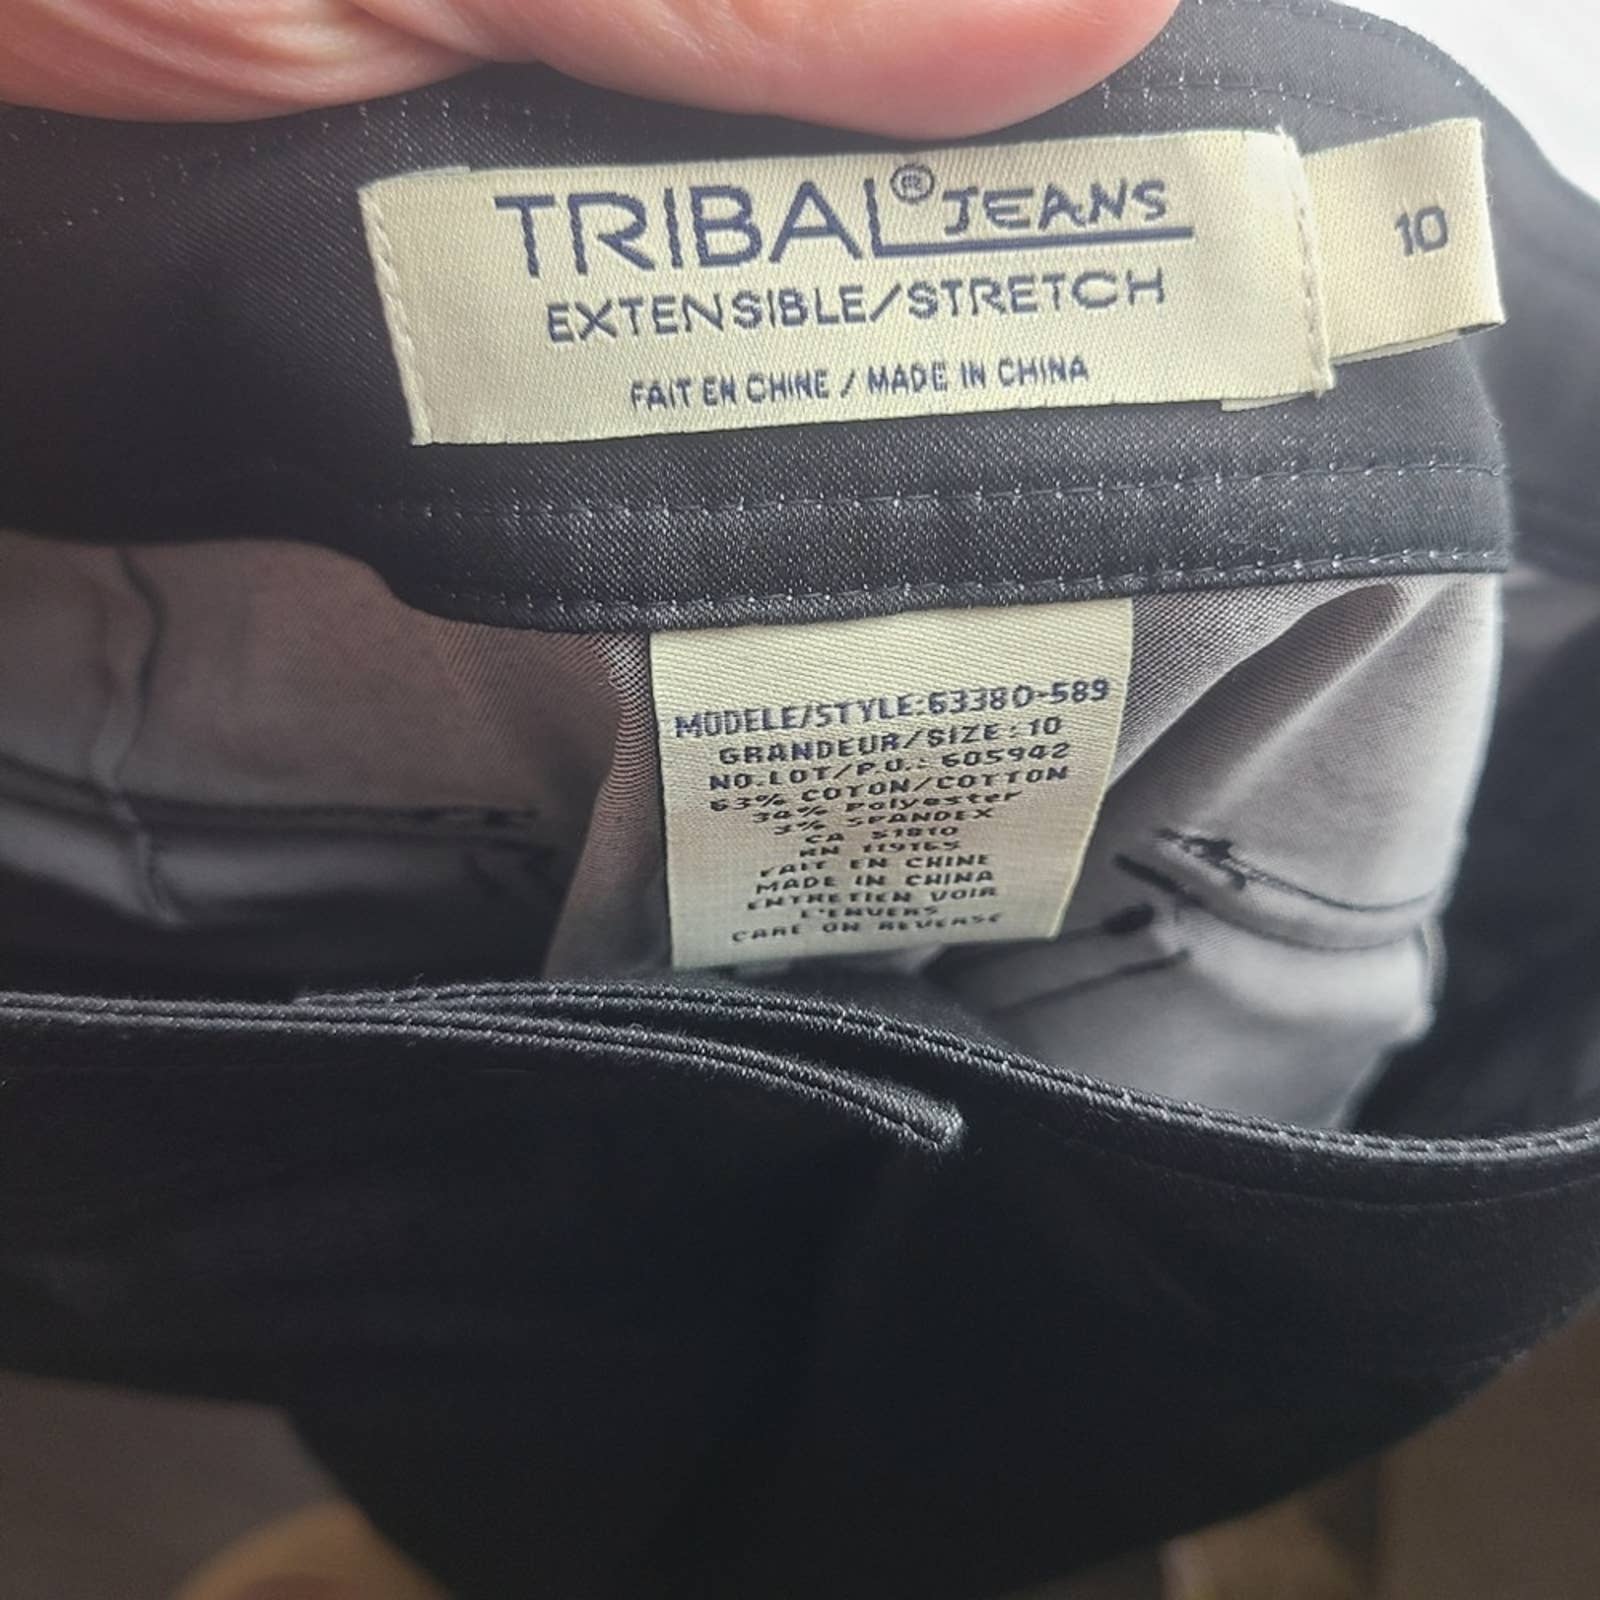 TRIBAL® JEANS
EXTENSIBLE/STRETCH
FAIT EN CHINE / MADE IN CHINA
10
MODELE/STYLE:63380-589
GRANDEUR/SIZE:10
NO.LOT/P.O.: 605942
63% COTON/COTTON
34% Polyester
3% SPANDEX
CA 51810
RN 119165
FAIT EN CHINE
MADE IN CHINA
ENTRETIEN VOIR
L'ENVERS
CARE ON REVERSE